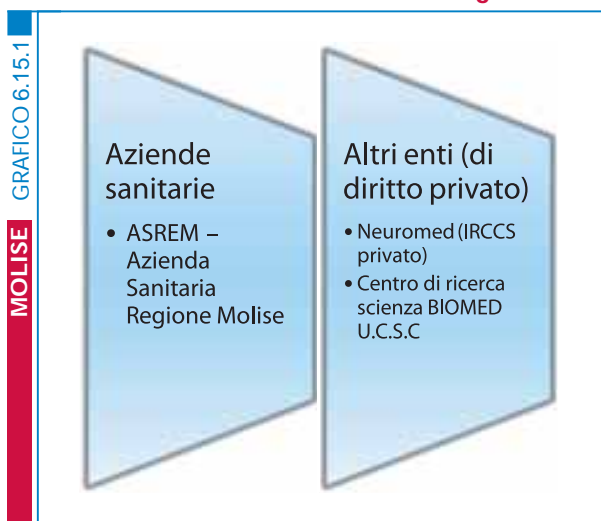 GRAFICO 6.15.1
MOLISE
Aziende
sanitarie
• ASREM –
Azienda
Sanitaria
Regione Molise
Altri enti (di
diritto privato)
• Neuromed (IRCCS
privato)
• Centro di ricerca
scienza BIOMED
U.C.S.C